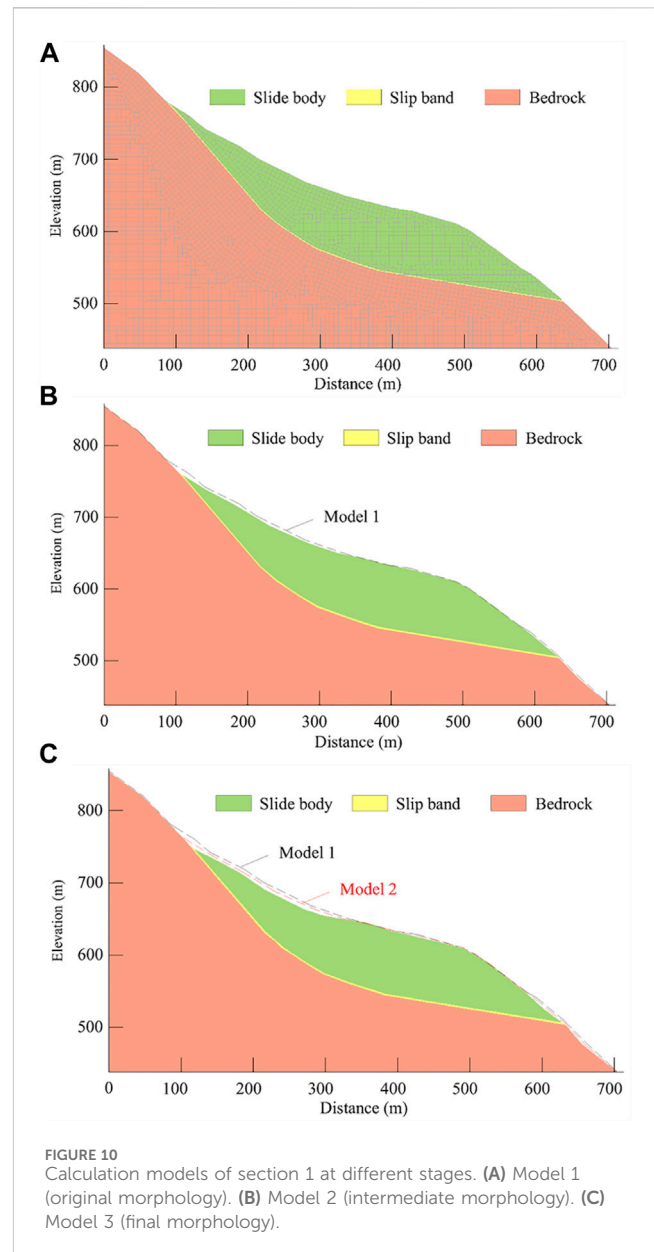 A
Slide body
Slip band
Bedrock
Elevation (m)
800
700
600
500
0
100
200
300
400
500
600
700
Distance (m)
B
Slide body
Slip band
Bedrock
Model 1
Elevation (m)
800
700
600
500
0
100
200
300
400
500
600
700
Distance (m)
C
Slide body
Slip band
Bedrock
Model 1
Model 2
Elevation (m)
800
700
600
500
0
100
200
300
400
500
600
700
Distance (m)
FIGURE 10
Calculation models of section 1 at different stages. (A) Model 1
(original morphology). (B) Model 2 (intermediate morphology). (C)
Model 3 (final morphology).